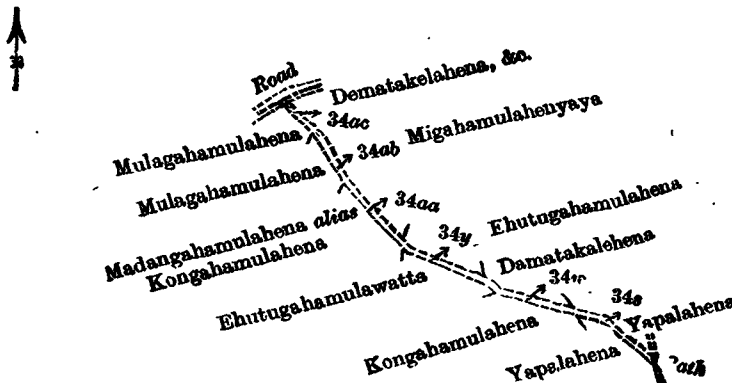 Road
Dematakelahena, &c.
34ac
Migahamulahenyaya
Mulagahamulahena
34ab
Mulagahamulahena
34aa
Ehutugahamulahena
Madangahamulahena alias
Kongahamulahena
34y
Damatakalehena
Ehutugahamulawatta
34s
Yapalahena
Kongahamulahena
Yapalahena